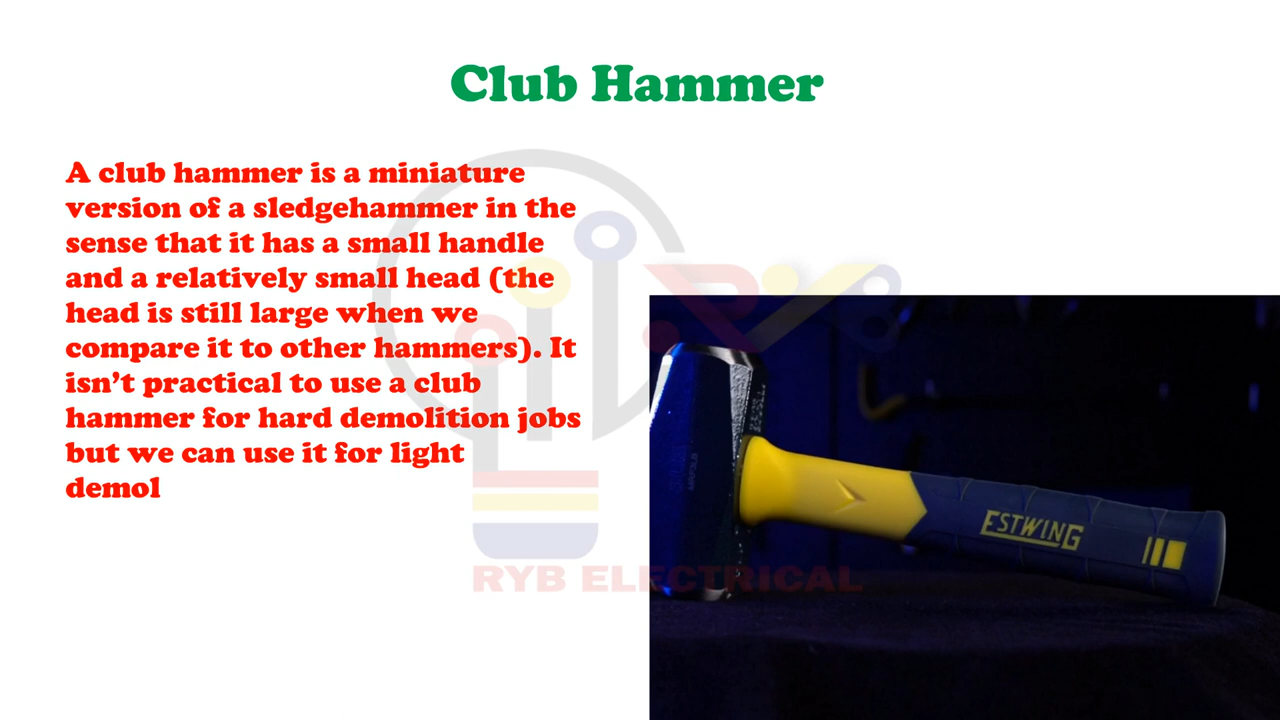 Club Hammer
A club hammer is a miniature
version of a sledgehammer in the
sense that it has a small handle
and a relatively small head (the
head is still large when we
compare it to other hammers). It
isn't practical to use a club
hammer for hard demolition jobs
but we can use it for light
demol
ESTWING
RYB ELECTRICAL